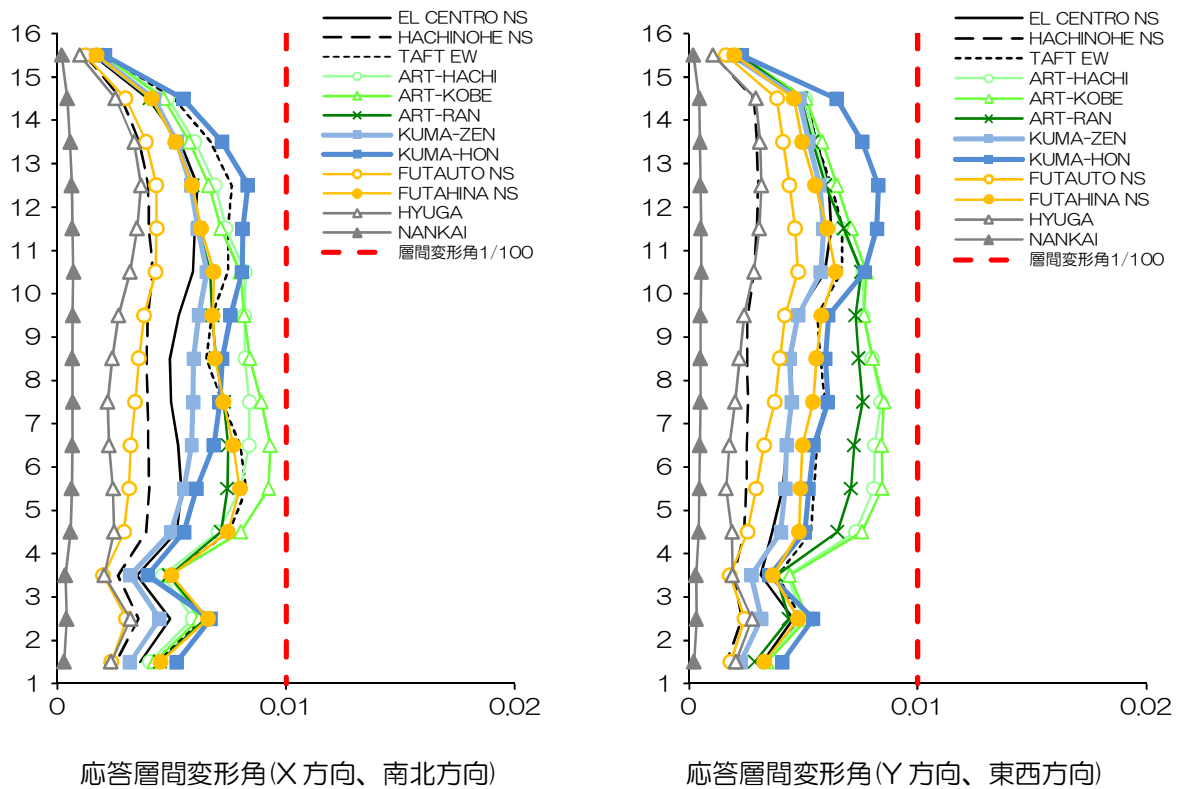 EL CENTRO NS
HACHINOHE NS
TAFT EW
ART-HACHI
ART-KOBE
ART-RAN
KUMA-ZEN
KUMA-HON
FUTAUTO NS
FUTAHINA NS
HYUGA
NANKAI
層間変形角1/100
16
15
14
13
12
11
10
9
8
7
6
5
4
3
2
1
0 0.01 0.02
応答層間変形角(X方向、南北方向)
EL CENTRO NS
HACHINOHE NS
TAFT EW
ART-HACHI
ART-KOBE
ART-RAN
KUMA-ZEN
KUMA-HON
FUTAUTO NS
FUTAHINA NS
HYUGA
NANKAI
層間変形角1/100
16
15
14
13
12
11
10
9
8
7
6
5
4
3
2
1
0 0.01 0.02
応答層間変形角(Y方向、東西方向)